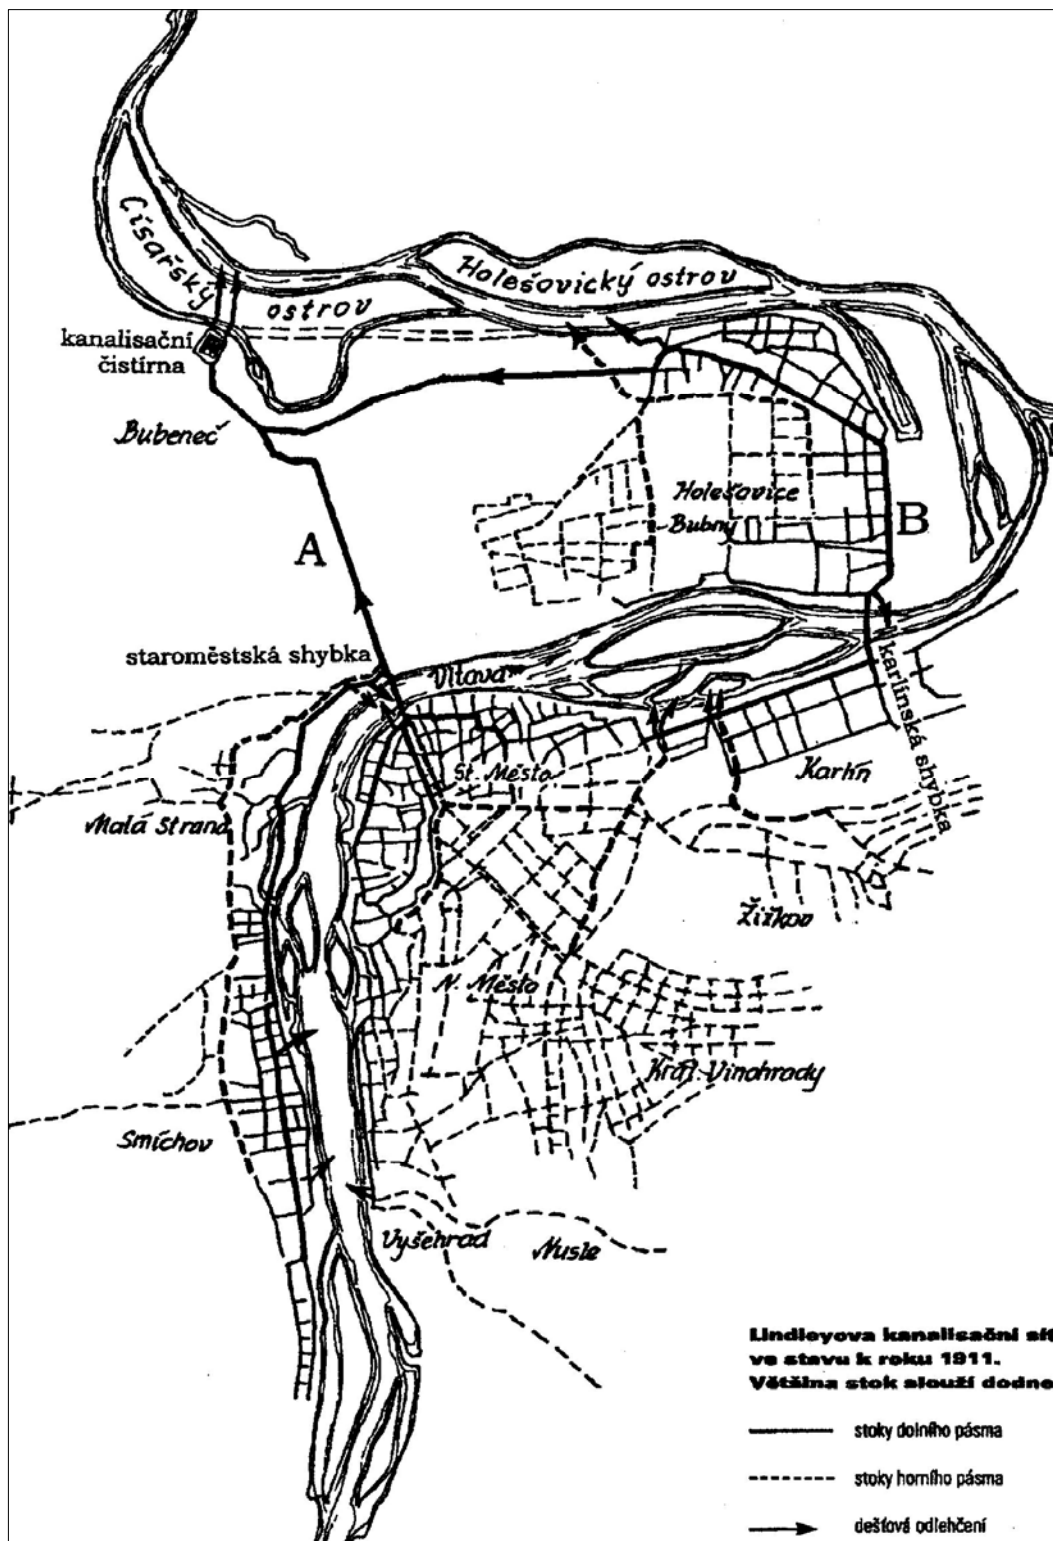 Císařský
ostrov
Holešovický ostrov
kanalisační
čistírna
Bubeneč
Holešovice
Bubny
B
A
staroměstská shybka
Vltava
karlínská shybka
St. Město
Karlín
Malá Strana
Žižkov
N. Město
Král. Vinohrady
Smíchov
Vyšehrad
Nusle
Lindleyova kanalisační sí
ve stavu k roku 1911.
Většina stok slouží dodne
stoky dolního pásma
stoky horního pásma
dešťová odlehčení